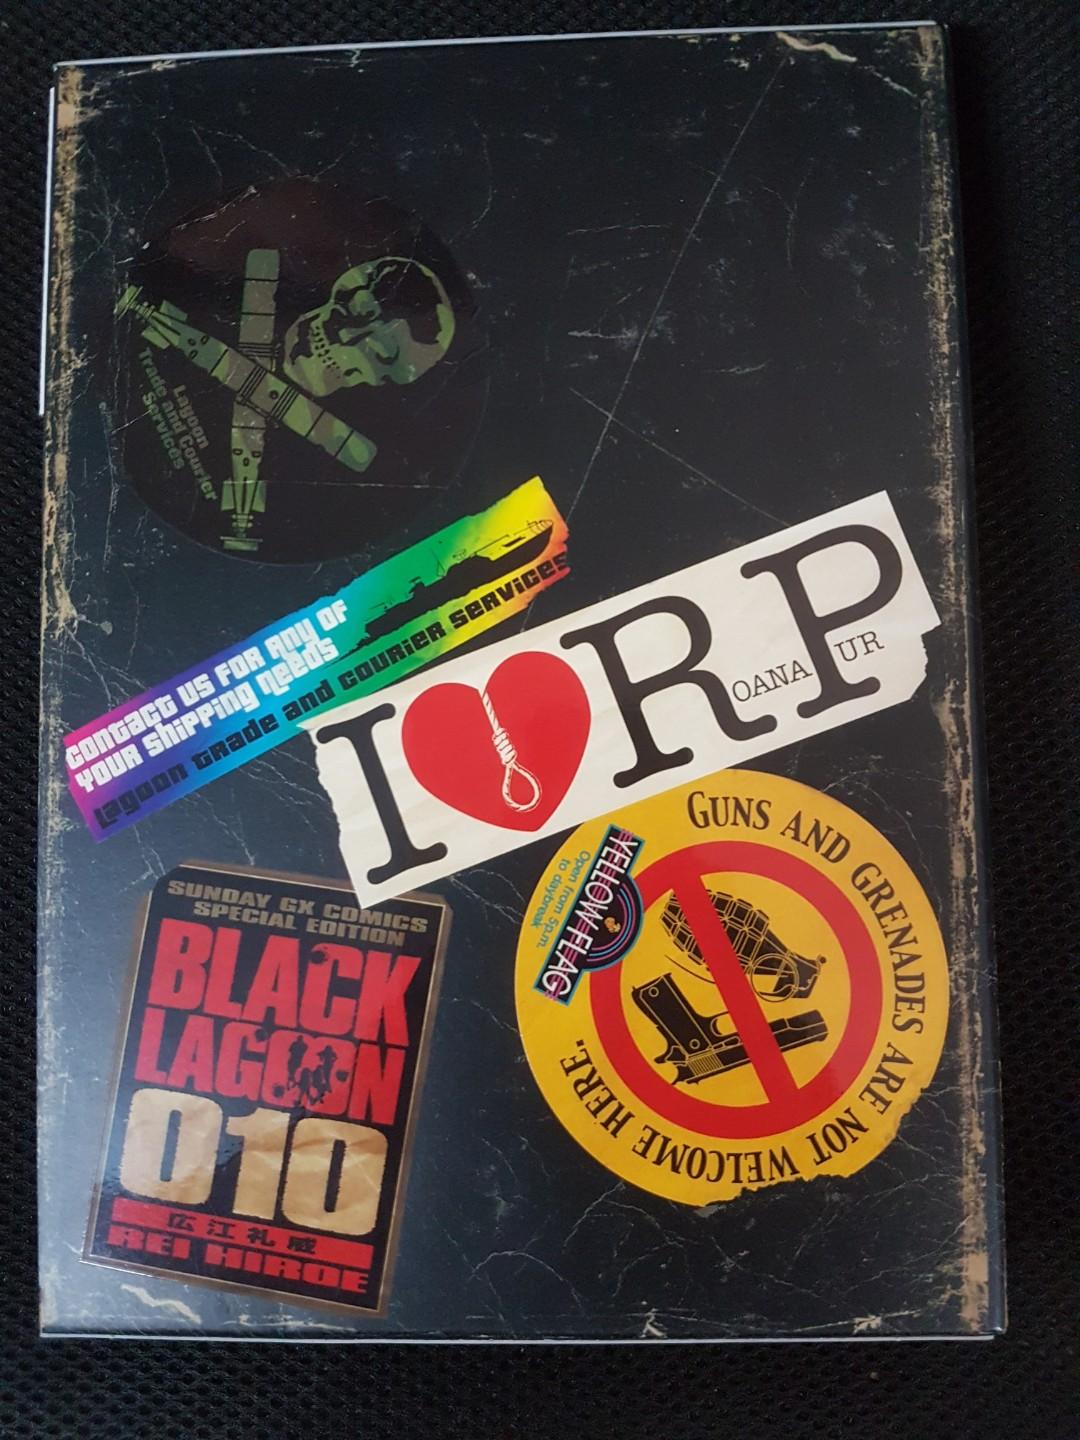 Lagoon
Trade and Courier
Services
Contact us for any of
your shipping needs
Lagoon trade and courier services
I ROANAPUR
GUNS AND GRENADES ARE NOT WELCOME HERE.
YELLOW FLAG
Open from 5p.m.
to daybreak
SUNDAY GX COMICS
SPECIAL EDITION
BLACK
LAGOON
010
広江礼威
REI HIROE